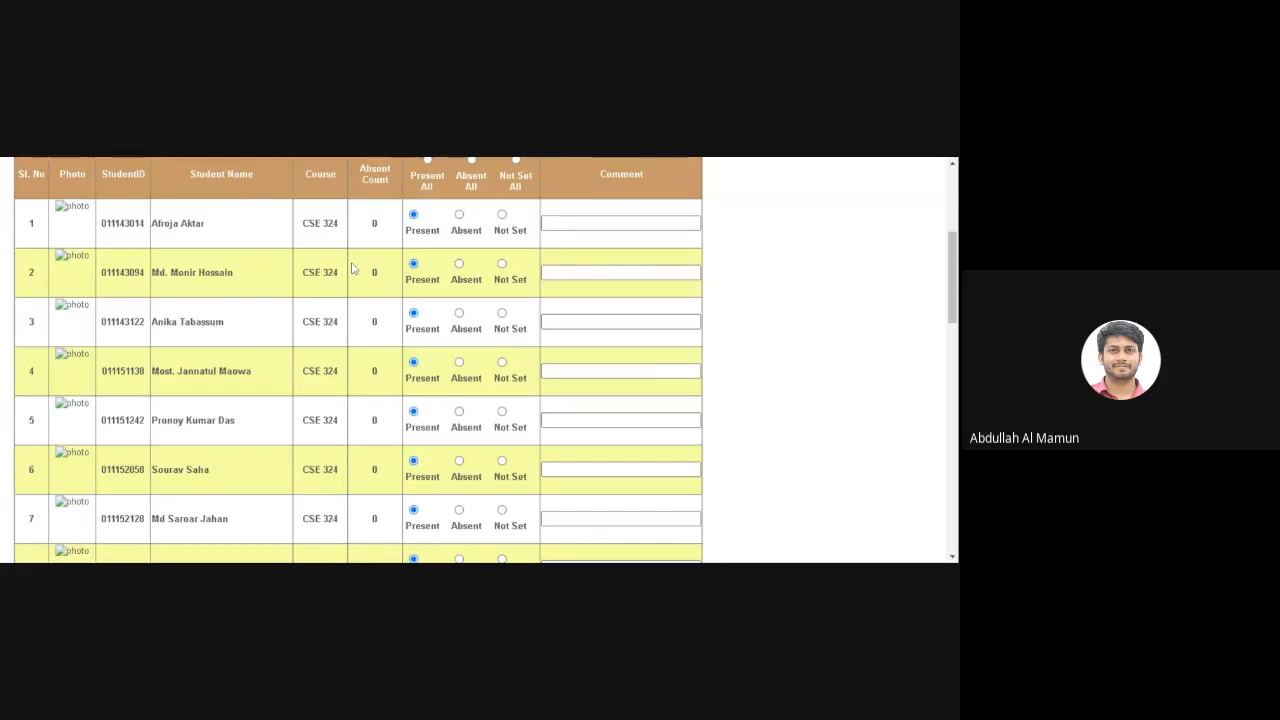 Sl. No Photo StudentID Student Name Course Absent Count Present All Absent All Not Set All Comment
1 photo 011143014 Afroja Aktar CSE 324 0 Present Absent Not Set
2 photo 011143094 Md. Monir Hossain CSE 324 0 Present Absent Not Set
3 photo 011143122 Anika Tabassum CSE 324 0 Present Absent Not Set
4 photo 011151138 Most. Jannatul Maowa CSE 324 0 Present Absent Not Set
5 photo 011151242 Pronoy Kumar Das CSE 324 0 Present Absent Not Set
6 photo 011152058 Sourav Saha CSE 324 0 Present Absent Not Set
7 photo 011152128 Md Saroar Jahan CSE 324 0 Present Absent Not Set
photo
Abdullah Al Mamun